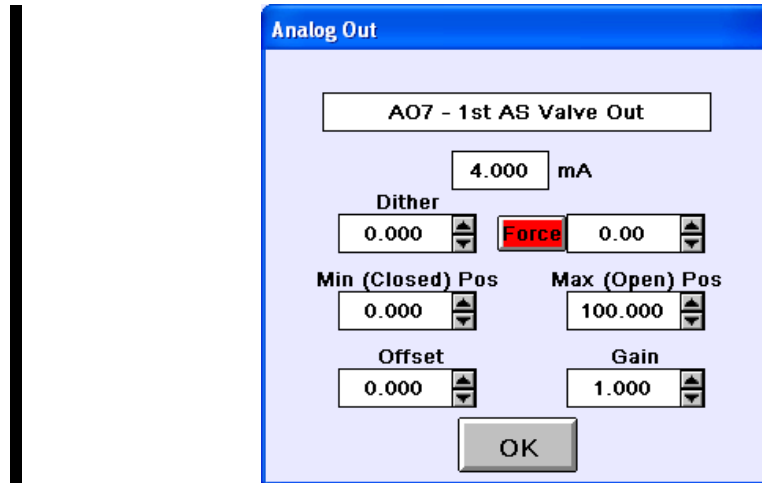 Analog Out
AO7 - 1st AS Valve Out
4.000 mA
Dither
0.000 Force 0.00
Min (Closed) Pos Max (Open) Pos
0.000 100.000
Offset Gain
0.000 1.000
OK